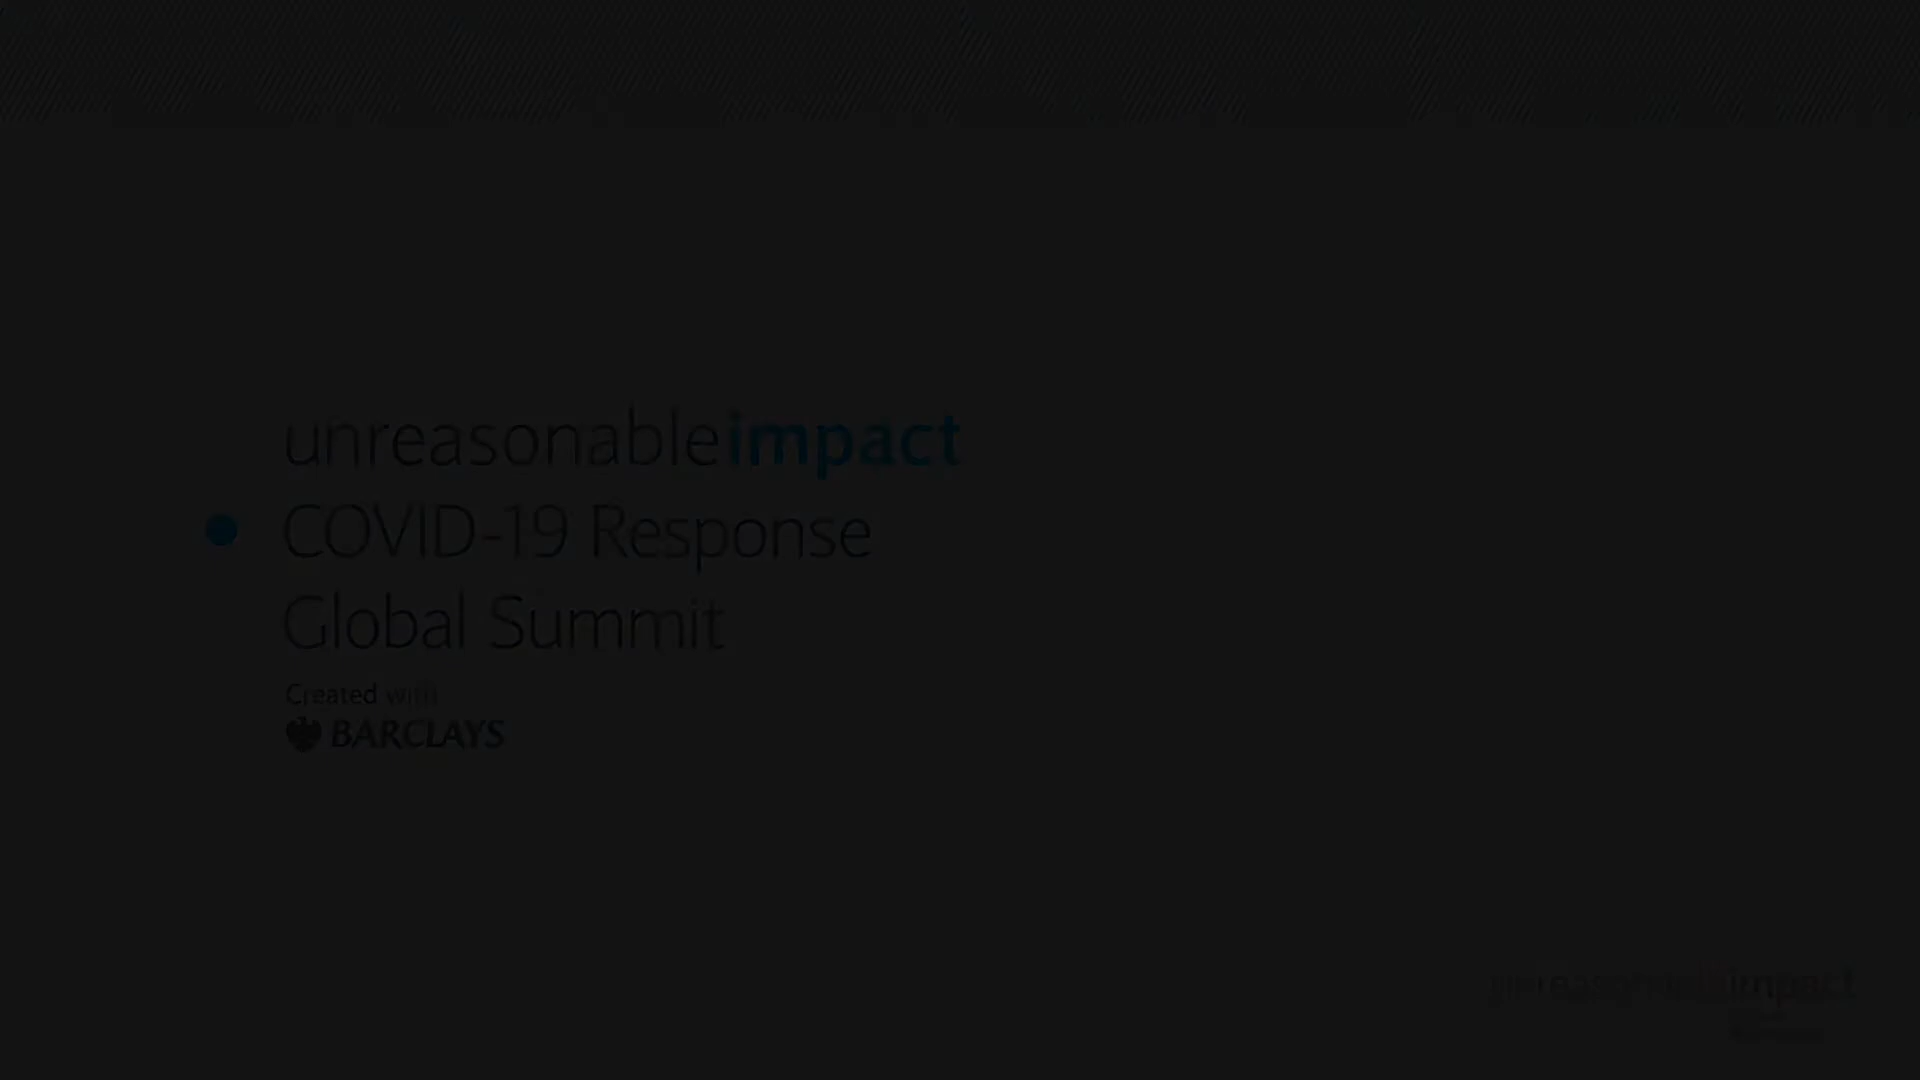 unreasonableimpact
COVID-19 Response
Global Summit
Created with
BARCLAYS
unreasonableimpact